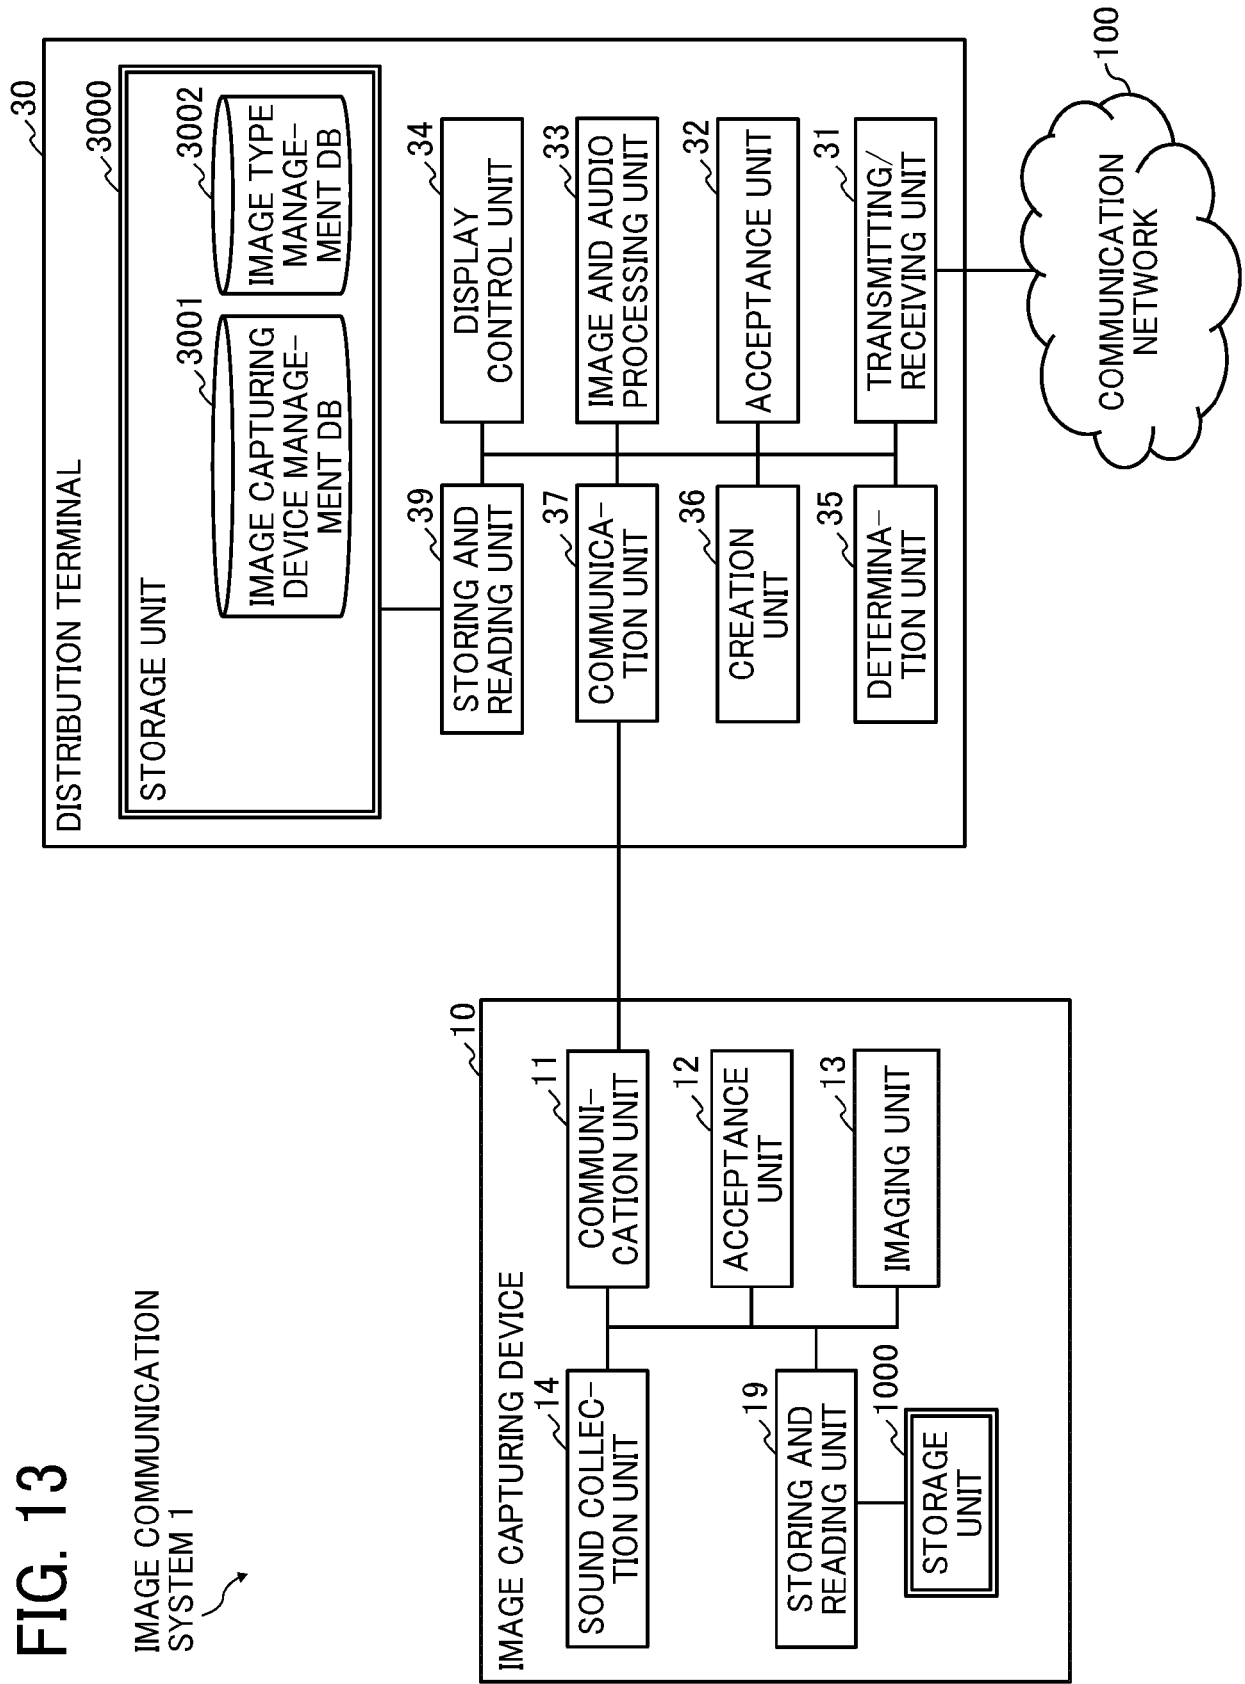 FIG. 13
IMAGE COMMUNICATION
SYSTEM 1
IMAGE CAPTURING DEVICE
10
SOUND COLLEC-
TION UNIT
14
COMMUNI-
CATION UNIT
11
ACCEPTANCE
UNIT
12
STORING AND
READING UNIT
19
IMAGING UNIT
13
STORAGE
UNIT
1000
DISTRIBUTION TERMINAL
30
STORAGE UNIT
3000
IMAGE CAPTURING
DEVICE MANAGE-
MENT DB
3001
IMAGE TYPE
MANAGE-
MENT DB
3002
STORING AND
READING UNIT
39
DISPLAY
CONTROL UNIT
34
COMMUNICA-
TION UNIT
37
IMAGE AND AUDIO
PROCESSING UNIT
33
CREATION
UNIT
36
ACCEPTANCE UNIT
32
DETERMINA-
TION UNIT
35
TRANSMITTING/
RECEIVING UNIT
31
COMMUNICATION
NETWORK
100